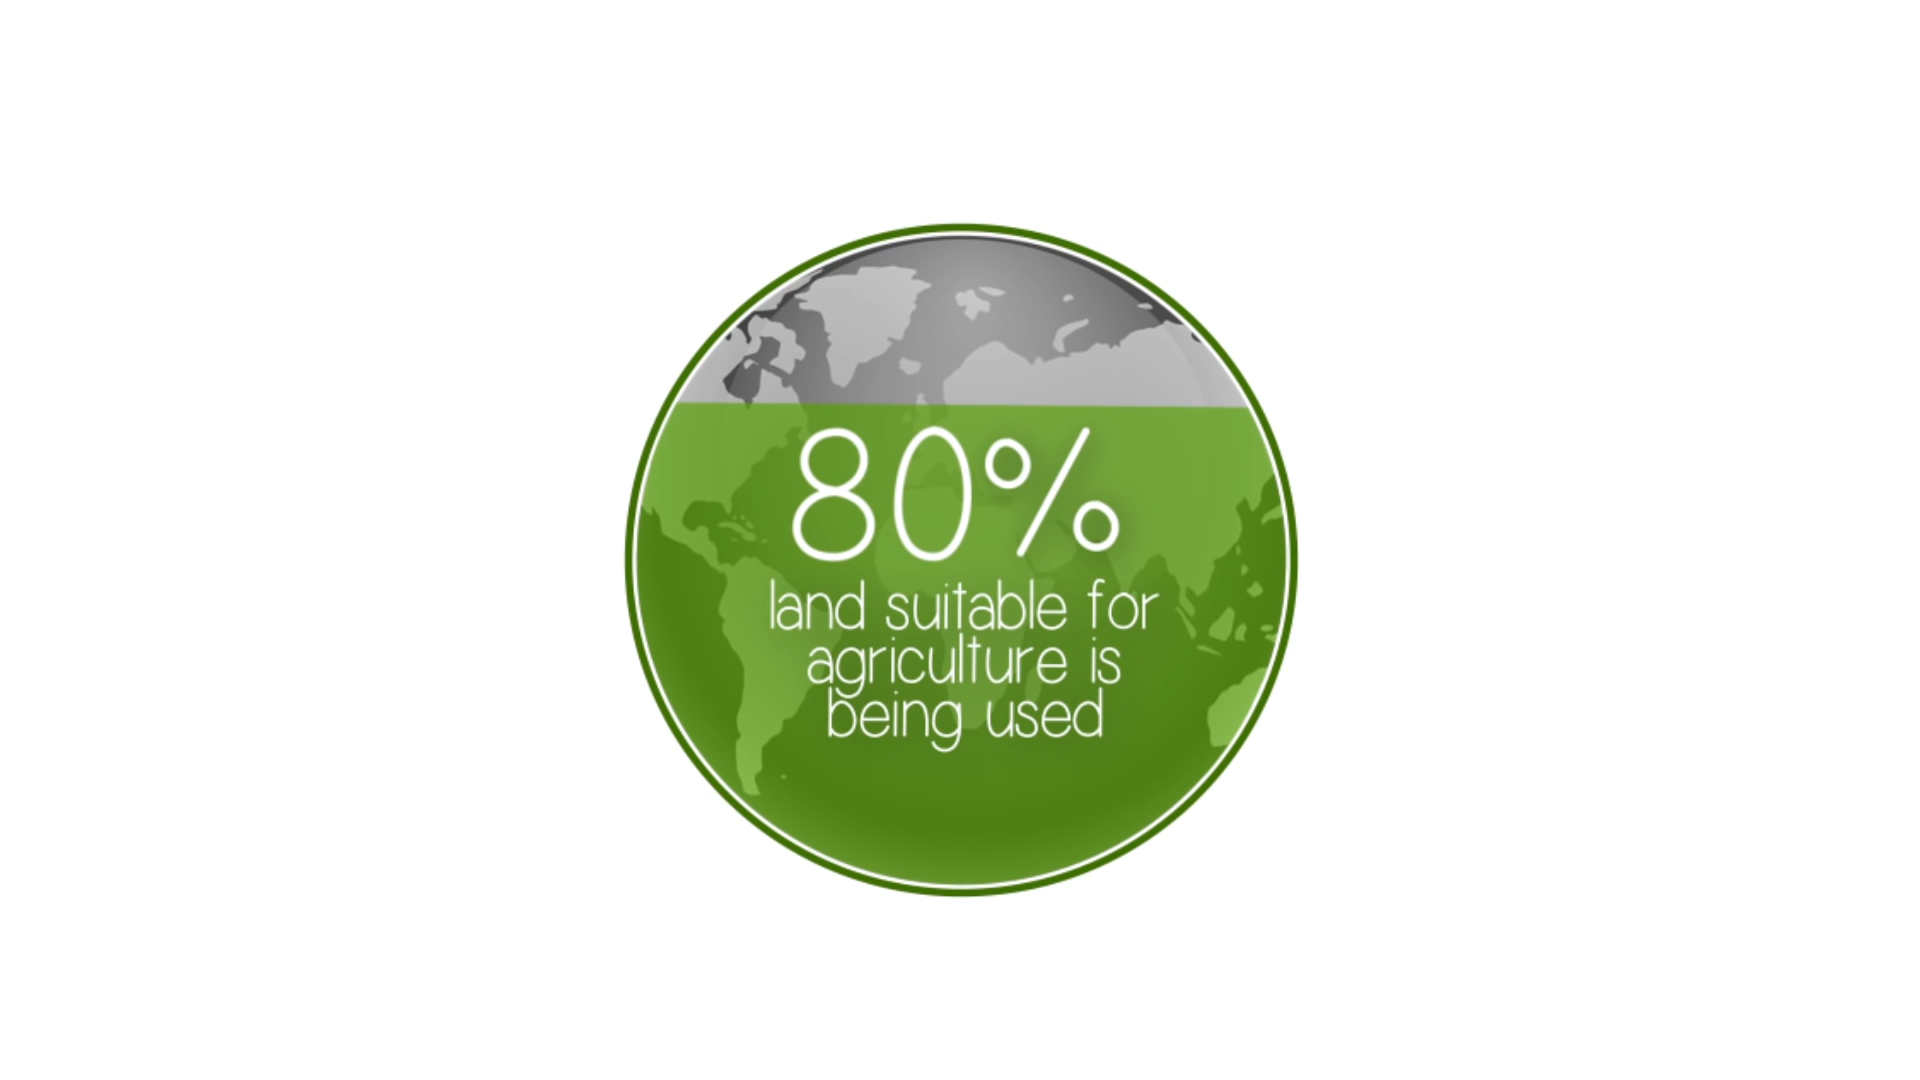 80%
land suitable for
agriculture is
being used